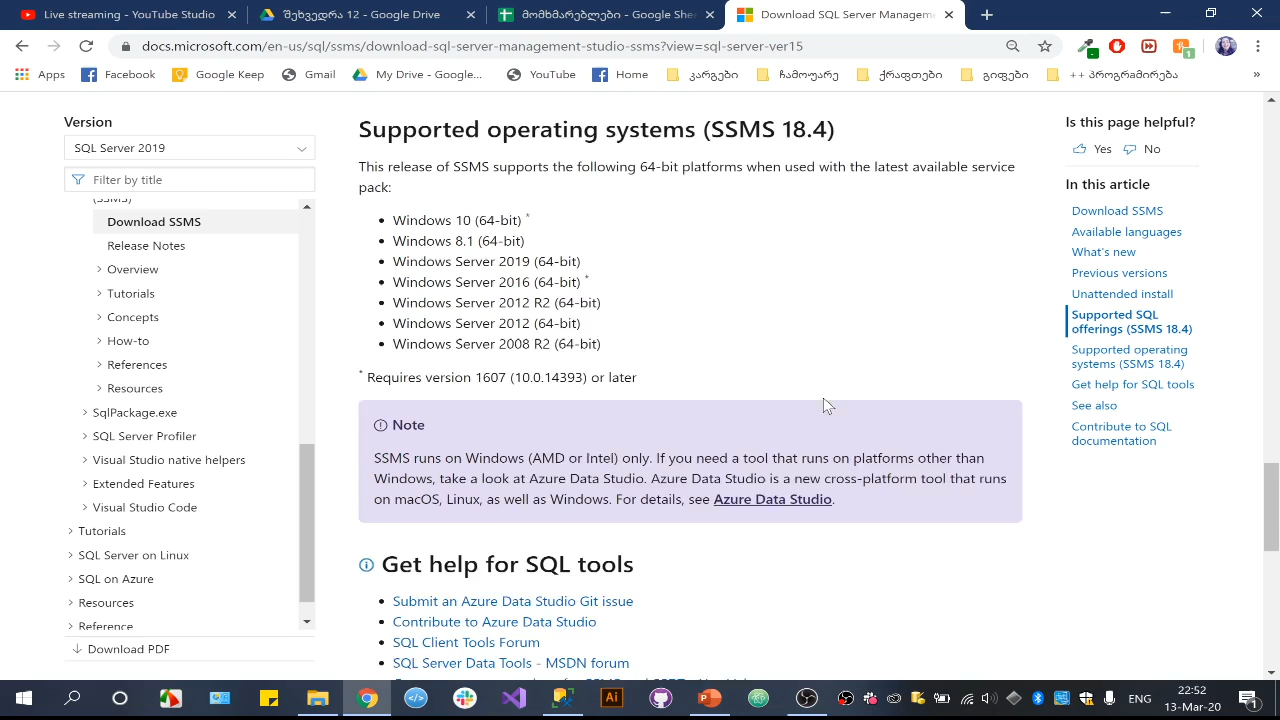 Live streaming - YouTube Studio
შეხვედრა 12 - Google Drive
მომხმარებლები - Google She
Download SQL Server Managem
docs.microsoft.com/en-us/sql/ssms/download-sql-server-management-studio-ssms?view=sql-server-ver15
Apps
Facebook
Google Keep
Gmail
My Drive - Google...
YouTube
Home
კარგები
ჩამოყარე
ქრაფთები
გიფები
++ პროგრამირება
»
Version
SQL Server 2019
Filter by title
(SSMS)
Download SSMS
Release Notes
Overview
Tutorials
Concepts
How-to
References
Resources
SqlPackage.exe
SQL Server Profiler
Visual Studio native helpers
Extended Features
Visual Studio Code
Tutorials
SQL Server on Linux
SQL on Azure
Resources
Reference
Download PDF
Supported operating systems (SSMS 18.4)
This release of SSMS supports the following 64-bit platforms when used with the latest available service
pack:
• Windows 10 (64-bit) *
• Windows 8.1 (64-bit)
• Windows Server 2019 (64-bit)
• Windows Server 2016 (64-bit) *
• Windows Server 2012 R2 (64-bit)
• Windows Server 2012 (64-bit)
• Windows Server 2008 R2 (64-bit)
* Requires version 1607 (10.0.14393) or later
Note
SSMS runs on Windows (AMD or Intel) only. If you need a tool that runs on platforms other than
Windows, take a look at Azure Data Studio. Azure Data Studio is a new cross-platform tool that runs
on macOS, Linux, as well as Windows. For details, see Azure Data Studio.
Get help for SQL tools
• Submit an Azure Data Studio Git issue
• Contribute to Azure Data Studio
• SQL Client Tools Forum
• SQL Server Data Tools - MSDN forum
Is this page helpful?
Yes
No
In this article
Download SSMS
Available languages
What's new
Previous versions
Unattended install
Supported SQL
offerings (SSMS 18.4)
Supported operating
systems (SSMS 18.4)
Get help for SQL tools
See also
Contribute to SQL
documentation
ENG
22:52
13-Mar-20